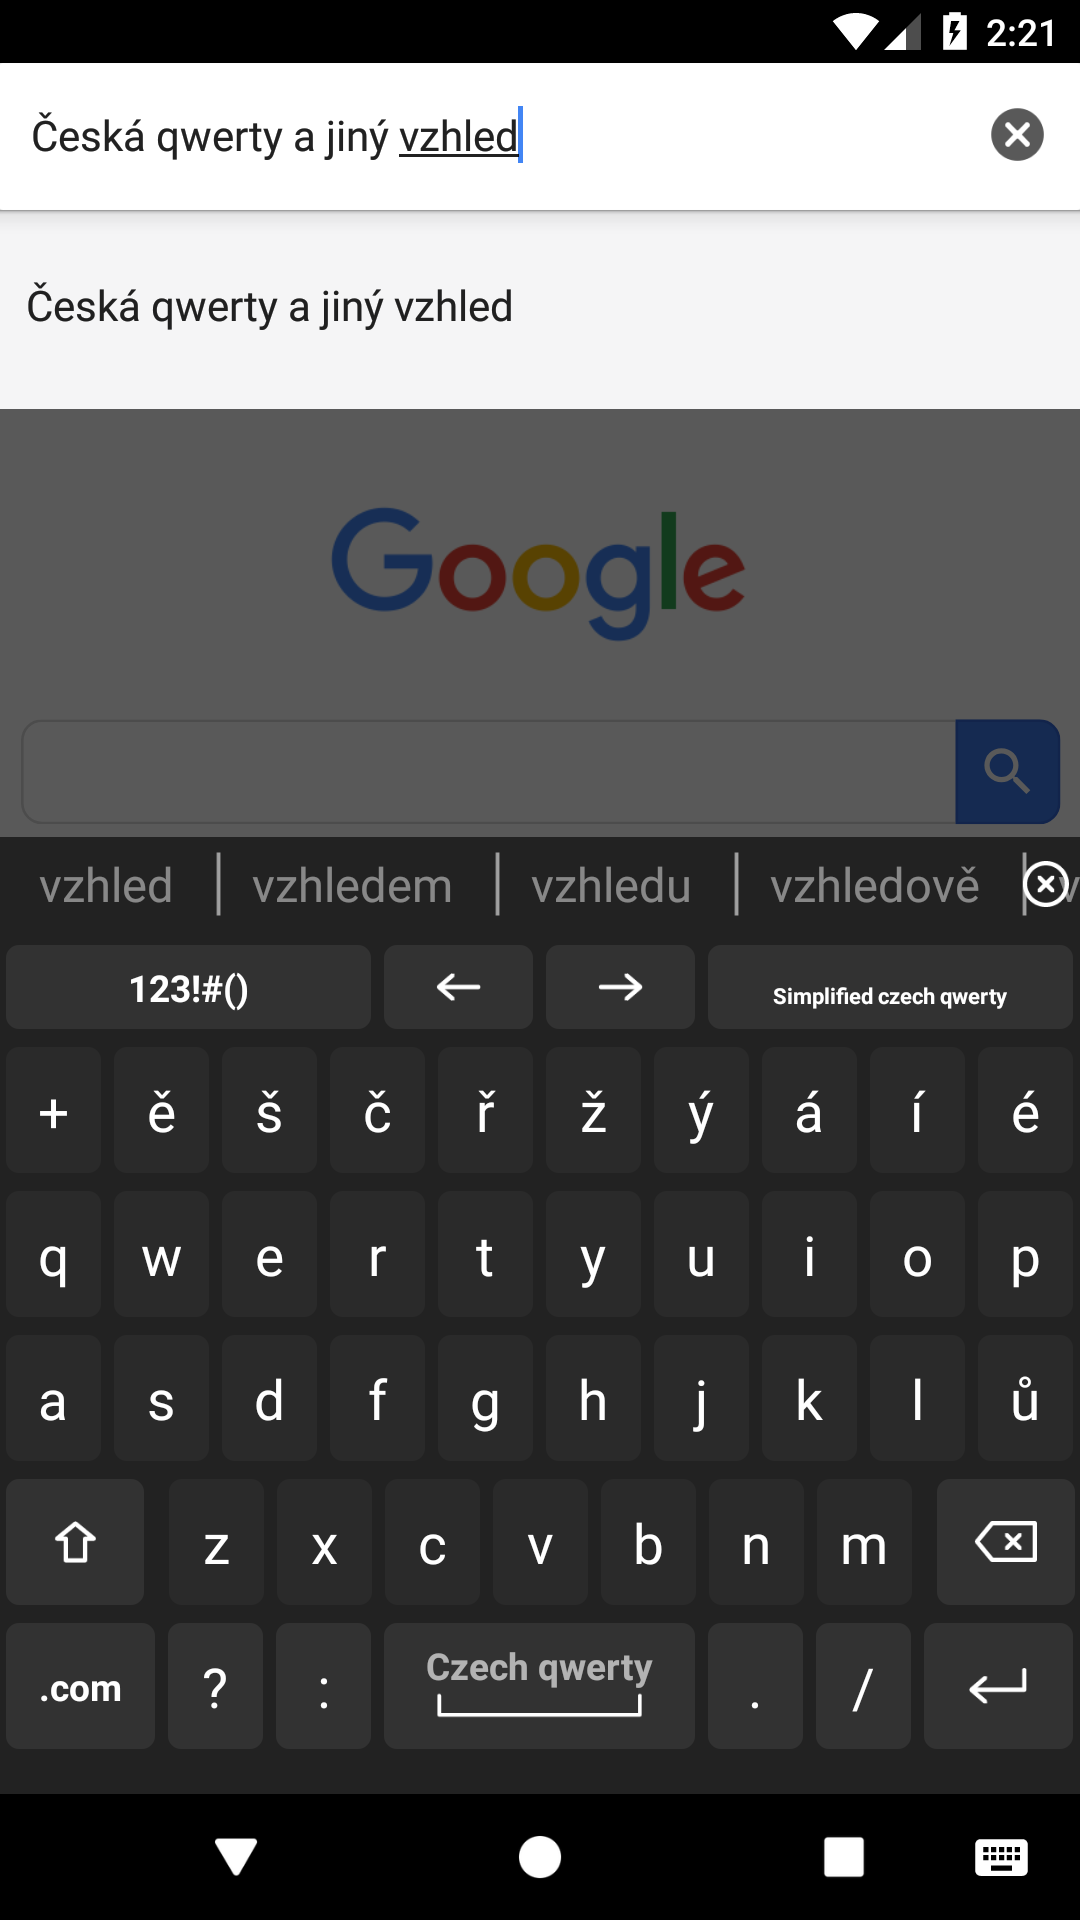 2:21
Česká qwerty a jiný vzhled
Česká qwerty a jiný vzhled
Google
vzhled vzhledem vzhledu vzhledově v
123!#() Simplified czech qwerty
+ ě š č ř ž ý á í é
q w e r t y u i o p
a s d f g h j k l ů
z x c v b n m
.com ? : Czech qwerty . /